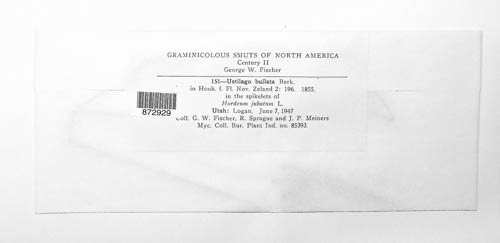 GRAMINICOLOUS SMUTS OF NORTH AMERICA
Century II
George W. Fischer
151—Ustilago bullata Berk.
in Hook. f. Fl. Nov. Zeland 2: 196. 1855.
in the spikelets of
Hordeum jubatum L.
Utah: Logan. June 7, 1947
Coll. G. W. Fischer, R. Sprague and J. P. Meiners
Myc. Coll. Bur. Plant Ind. no. 85393.
872929